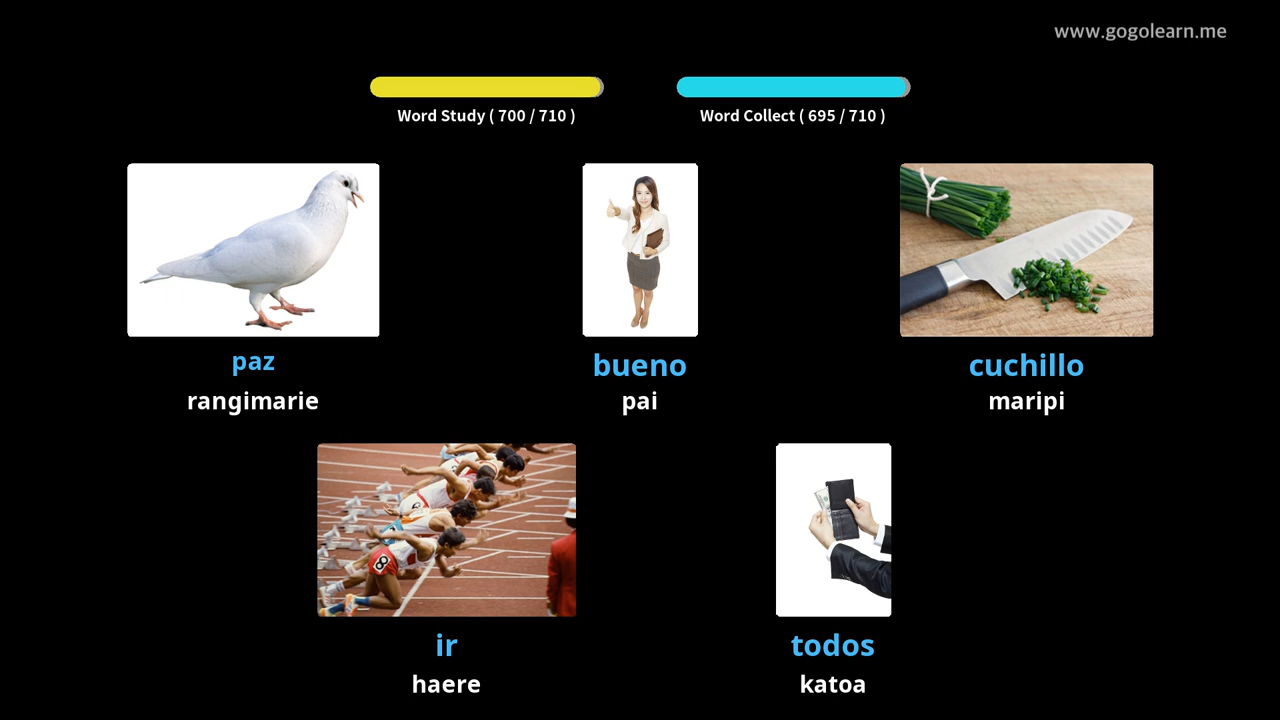 www.gogolearn.me
Word Study ( 700 / 710 )
Word Collect ( 695 / 710 )
paz
rangimarie
bueno
pai
cuchillo
maripi
8
ir
haere
todos
katoa